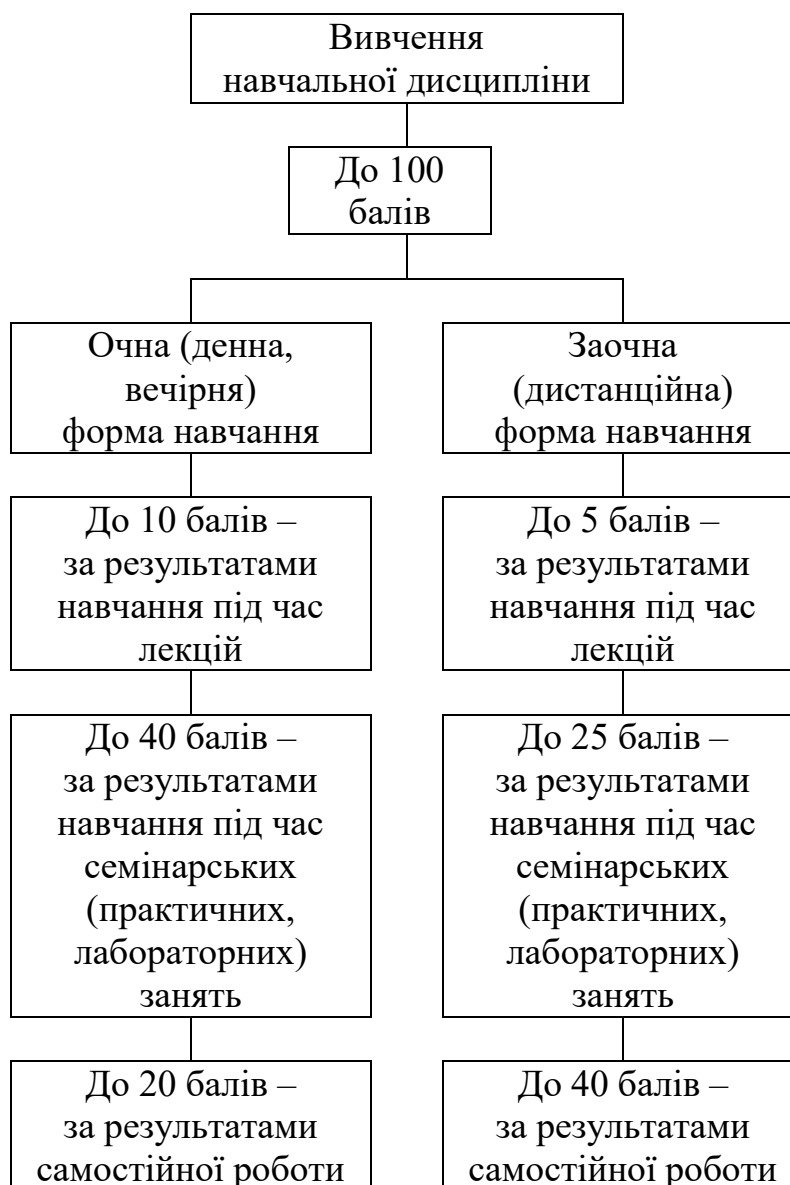 Вивчення
навчальної дисципліни
До 100
балів
Очна (денна,
вечірня)
форма навчання
Заочна
(дистанційна)
форма навчання
До 10 балів –
за результатами
навчання під час
лекцій
До 5 балів –
за результатами
навчання під час
лекцій
До 40 балів –
за результатами
навчання під час
семінарських
(практичних,
лабораторних)
занять
До 25 балів –
за результатами
навчання під час
семінарських
(практичних,
лабораторних)
занять
До 20 балів –
за результатами
самостійної роботи
До 40 балів –
за результатами
самостійної роботи